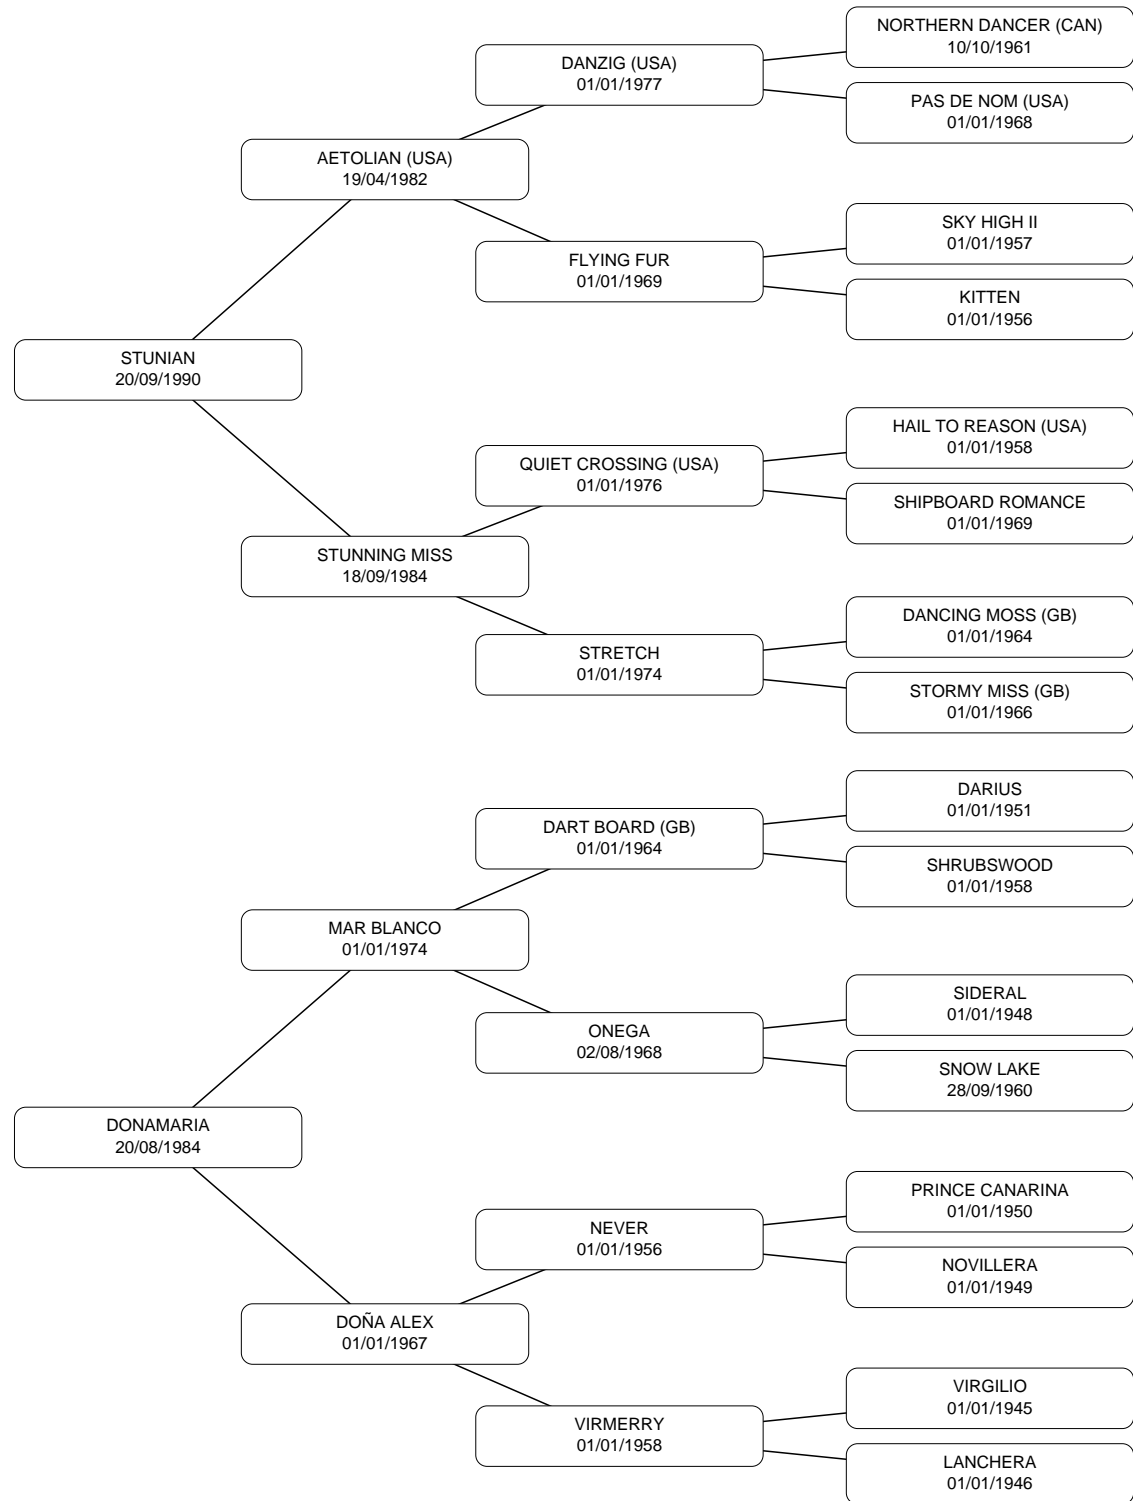 NORTHERN DANCER (CAN)
10/10/1961
DANZIG (USA)
01/01/1977
PAS DE NOM (USA)
01/01/1968
AETOLIAN (USA)
19/04/1982
SKY HIGH II
01/01/1957
FLYING FUR
01/01/1969
KITTEN
01/01/1956
STUNIAN
20/09/1990
HAIL TO REASON (USA)
01/01/1958
QUIET CROSSING (USA)
01/01/1976
SHIPBOARD ROMANCE
01/01/1969
STUNNING MISS
18/09/1984
DANCING MOSS (GB)
01/01/1964
STRETCH
01/01/1974
STORMY MISS (GB)
01/01/1966
DARIUS
01/01/1951
DART BOARD (GB)
01/01/1964
SHRUBSWOOD
01/01/1958
MAR BLANCO
01/01/1974
SIDERAL
01/01/1948
ONEGA
02/08/1968
SNOW LAKE
28/09/1960
DONAMARIA
20/08/1984
PRINCE CANARINA
01/01/1950
NEVER
01/01/1956
NOVILLERA
01/01/1949
DOÑA ALEX
01/01/1967
VIRGILIO
01/01/1945
VIRMERRY
01/01/1958
LANCHERA
01/01/1946